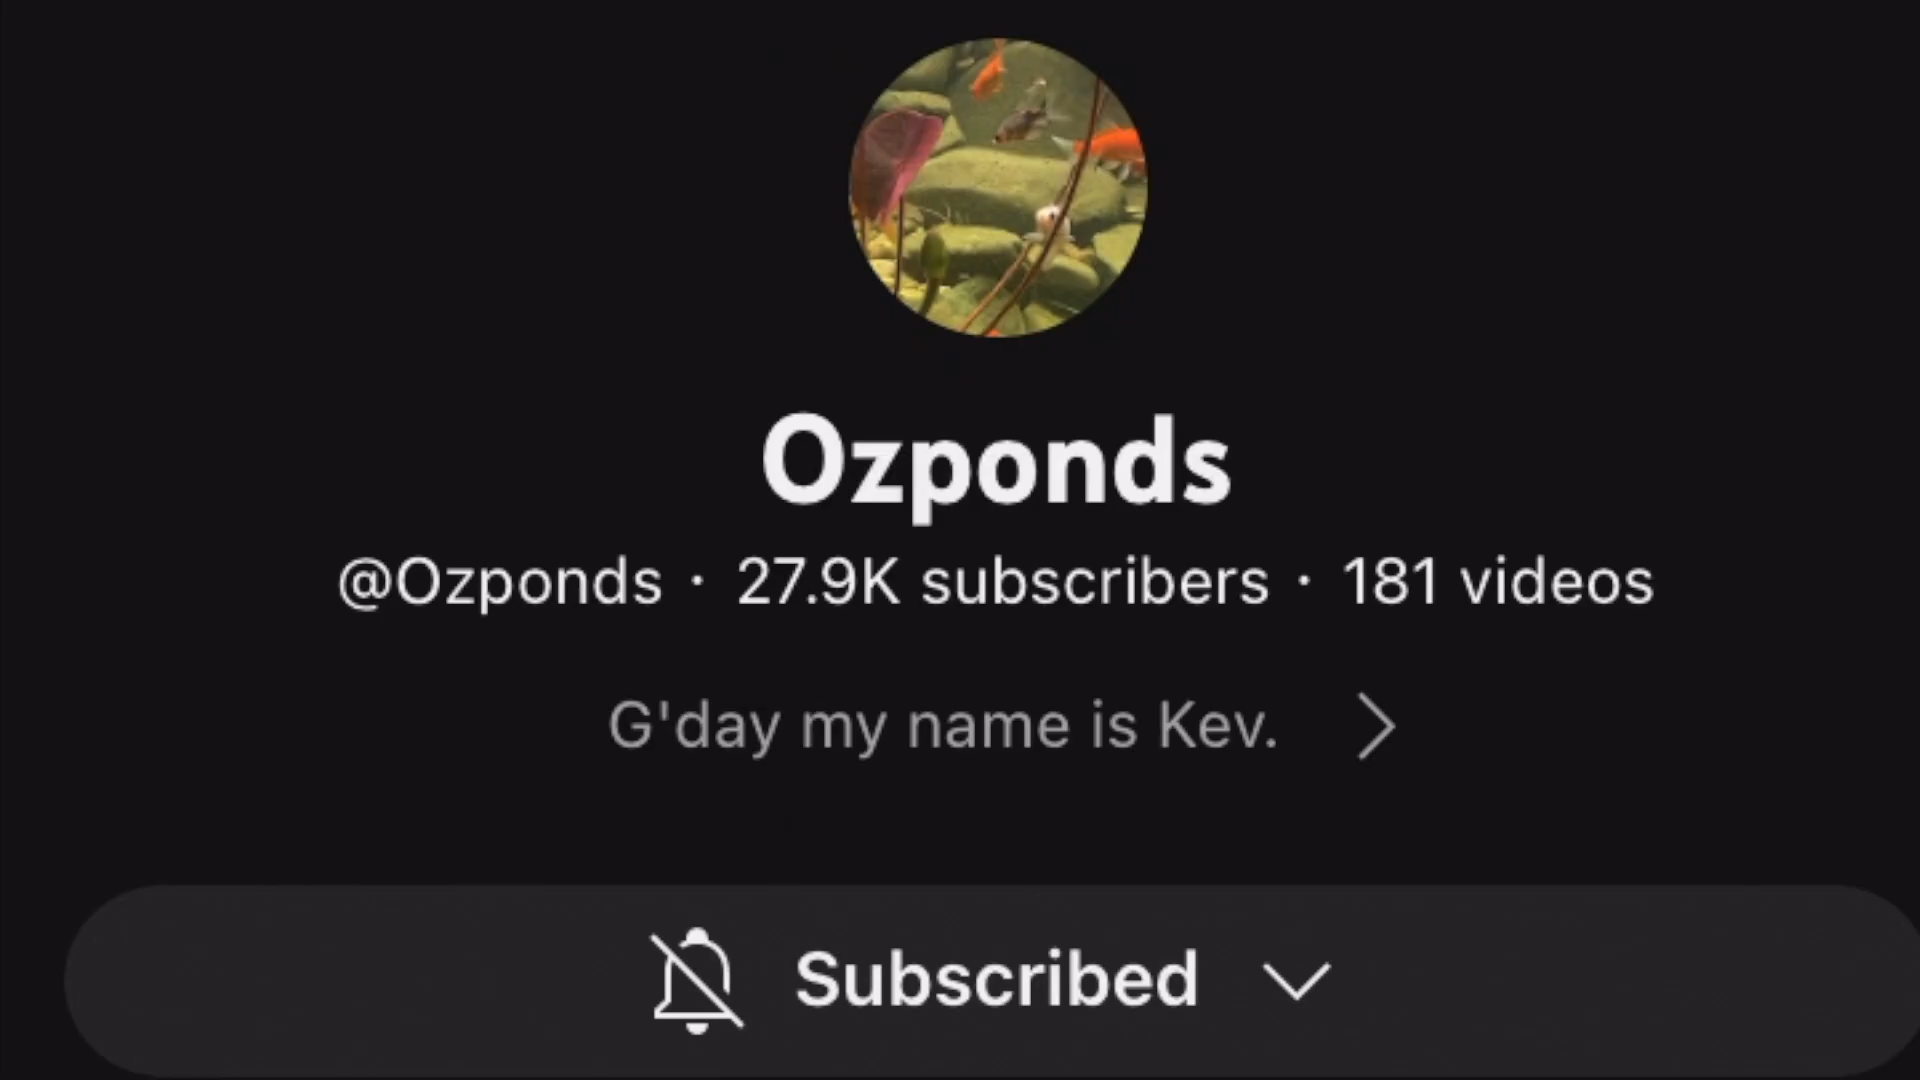 Ozponds
@Ozponds · 27.9K subscribers · 181 videos
G'day my name is Kev.
Subscribed